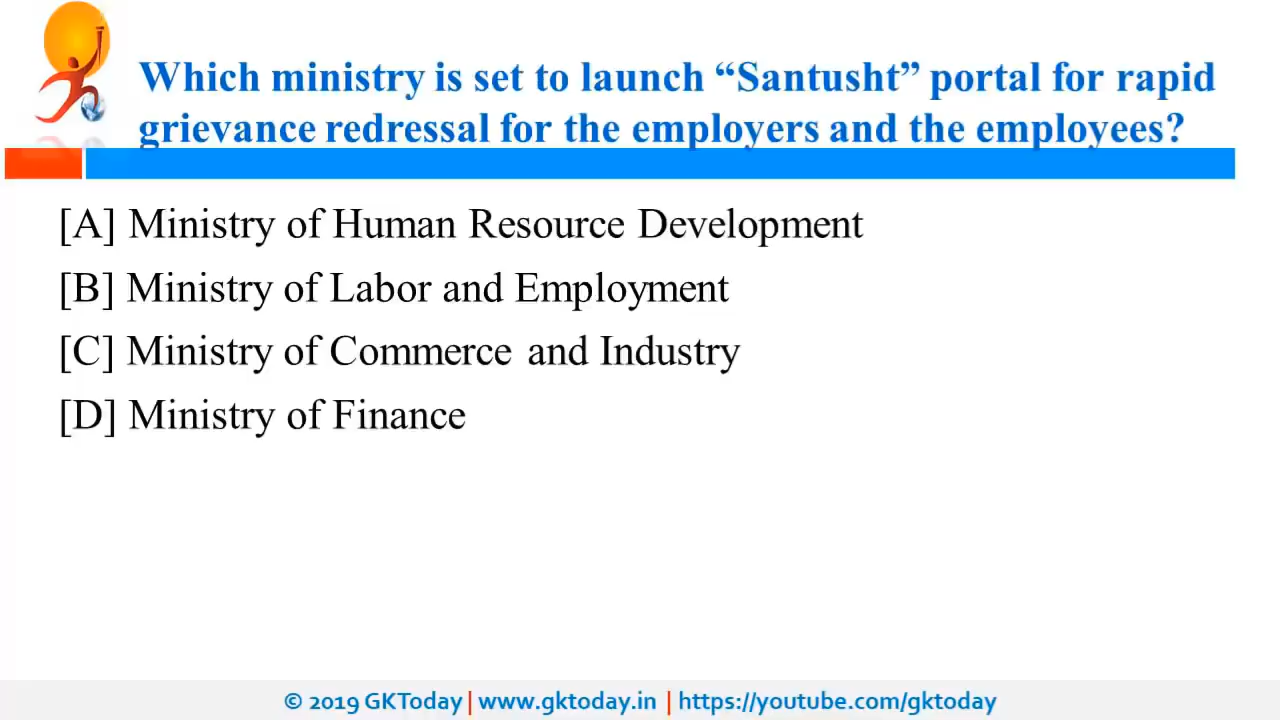 Which ministry is set to launch “Santusht” portal for rapid
grievance redressal for the employers and the employees?
[A] Ministry of Human Resource Development
[B] Ministry of Labor and Employment
[C] Ministry of Commerce and Industry
[D] Ministry of Finance
© 2019 GKToday | www.gktoday.in | https://youtube.com/gktoday